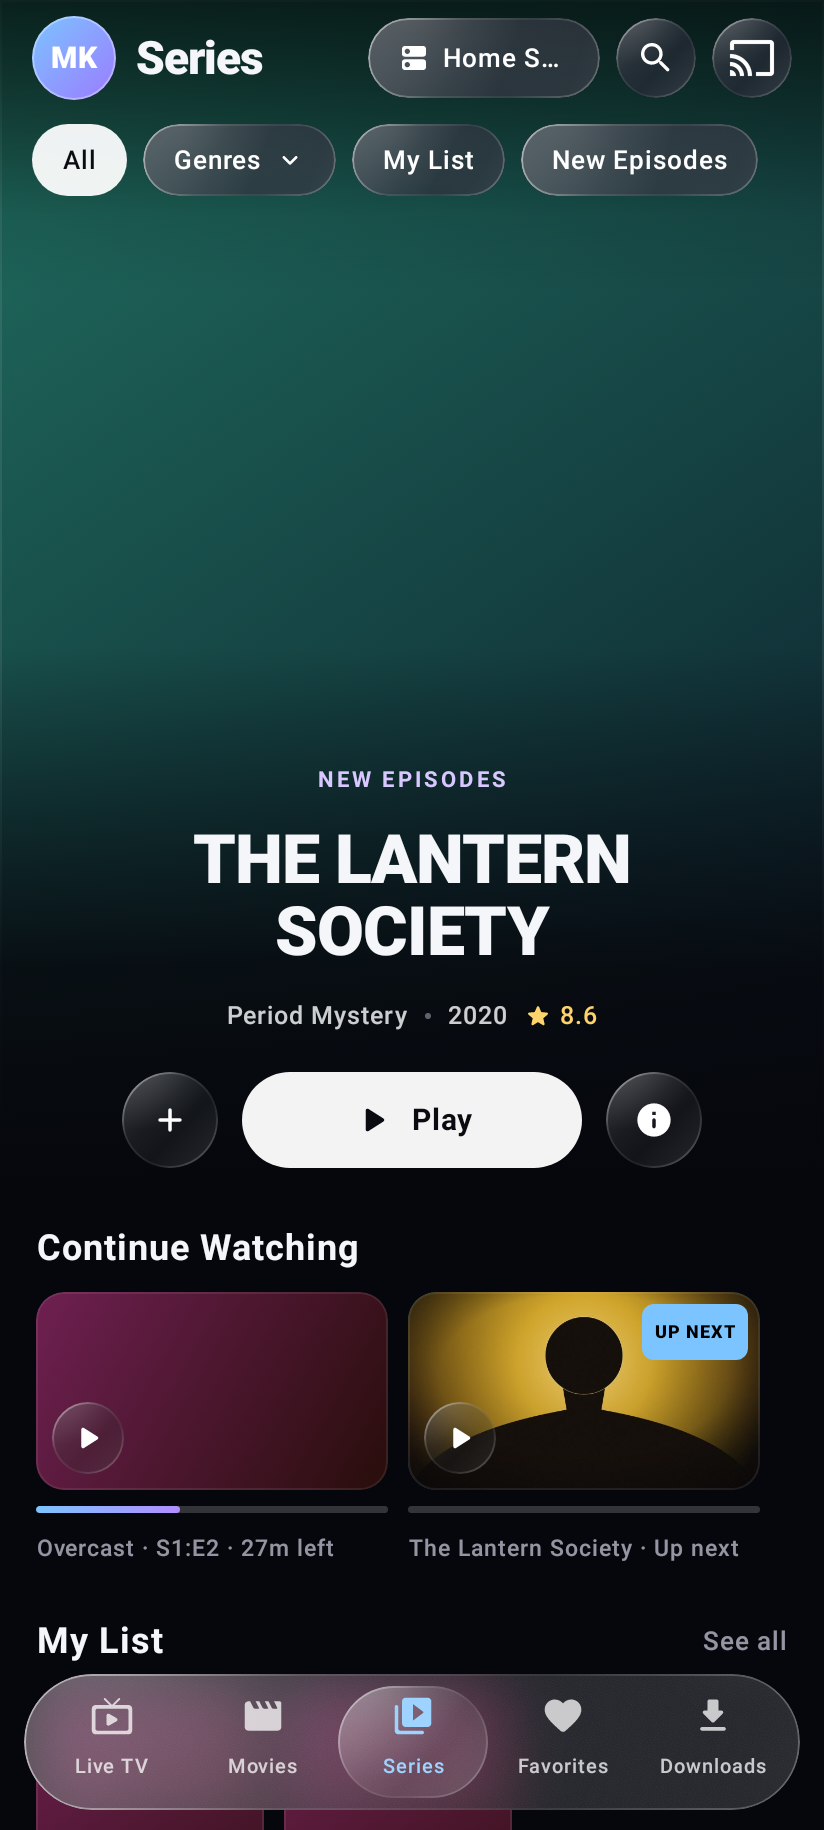 MK
Series
Home S...
All
Genres
My List
New Episodes
NEW EPISODES
THE LANTERN
SOCIETY
Period Mystery • 2020 ★ 8.6
Play
Continue Watching
UP NEXT
Overcast · S1:E2 · 27m left
The Lantern Society · Up next
My List
See all
Live TV
Movies
Series
Favorites
Downloads